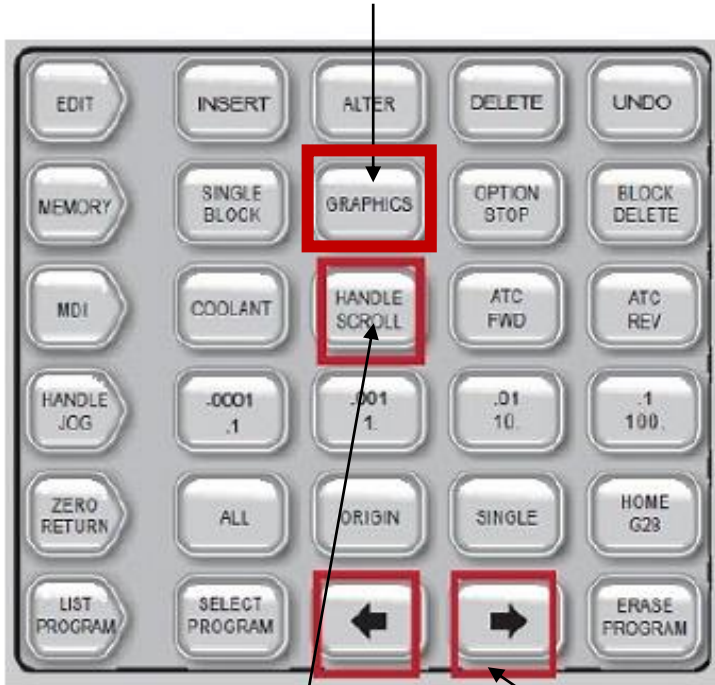 EDIT INSERT ALTER DELETE UNDO
MEMORY SINGLE BLOCK GRAPHICS OPTION STOP BLOCK DELETE
MDI COOLANT HANDLE SCROLL ATC FWD ATC REV
HANDLE JOG .0001 .1 .001 1. .01 10. .1 100.
ZERO RETURN ALL ORIGIN SINGLE HOME G28
LIST PROGRAM SELECT PROGRAM ERASE PROGRAM